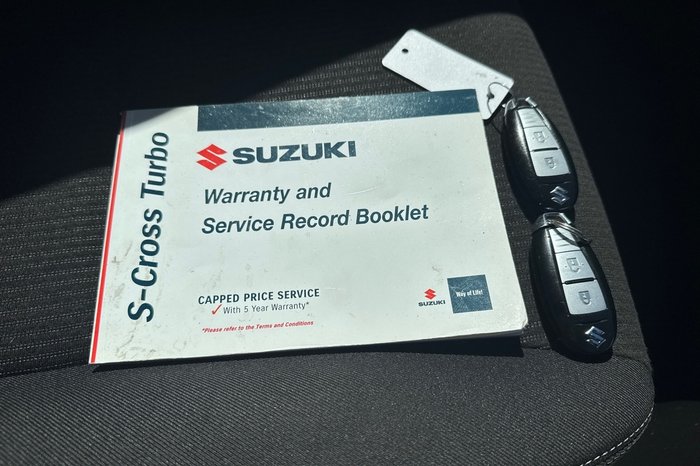 S-Cross Turbo
SUZUKI
Warranty and
Service Record Booklet
CAPPED PRICE SERVICE
✓ With 5 Year Warranty*
*Please refer to the Terms and Conditions
SUZUKI
Way of Life!